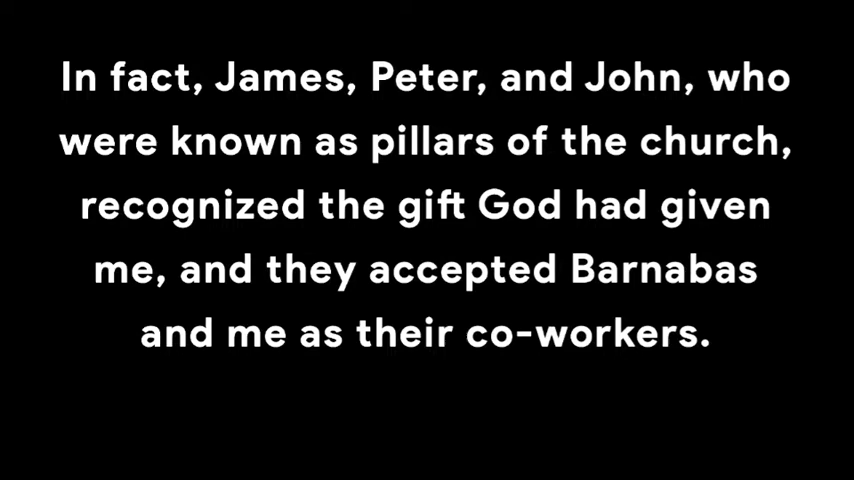 In fact, James, Peter, and John, who
were known as pillars of the church,
recognized the gift God had given
me, and they accepted Barnabas
and me as their co-workers.